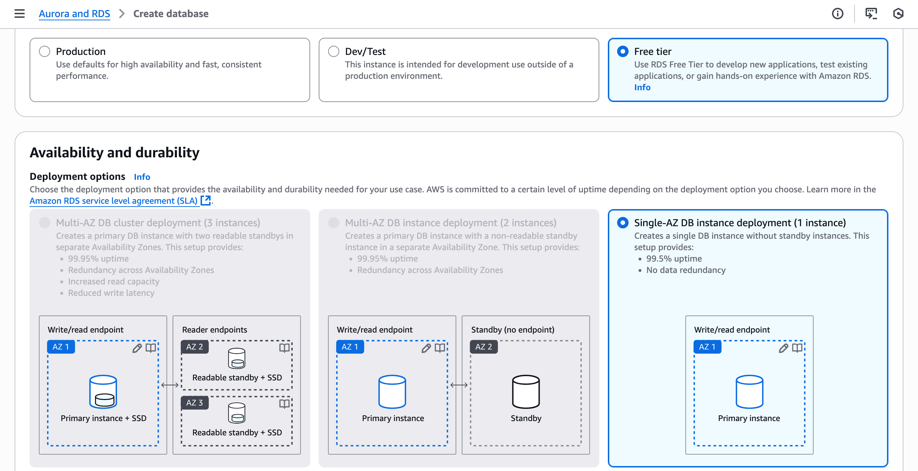 Aurora and RDS > Create database
Production
Use defaults for high availability and fast, consistent
performance.
Dev/Test
This instance is intended for development use outside of a
production environment.
Free tier
Use RDS Free Tier to develop new applications, test existing
applications, or gain hands-on experience with Amazon RDS.
Info
Availability and durability
Deployment options Info
Choose the deployment option that provides the availability and durability needed for your use case. AWS is committed to a certain level of uptime depending on the deployment option you choose. Learn more in the
Amazon RDS service level agreement (SLA).
Multi-AZ DB cluster deployment (3 instances)
Creates a primary DB instance with two readable standbys in
separate Availability Zones. This setup provides:
• 99.95% uptime
• Redundancy across Availability Zones
• Increased read capacity
• Reduced write latency
Write/read endpoint
AZ 1
Primary instance + SSD
Reader endpoints
AZ 2
Readable standby + SSD
AZ 3
Readable standby + SSD
Multi-AZ DB instance deployment (2 instances)
Creates a primary DB instance with a non-readable standby
instance in a separate Availability Zone. This setup provides:
• 99.95% uptime
• Redundancy across Availability Zones
Write/read endpoint
AZ 1
Primary instance
Standby (no endpoint)
AZ 2
Standby
Single-AZ DB instance deployment (1 instance)
Creates a single DB instance without standby instances. This
setup provides:
• 99.5% uptime
• No data redundancy
Write/read endpoint
AZ 1
Primary instance